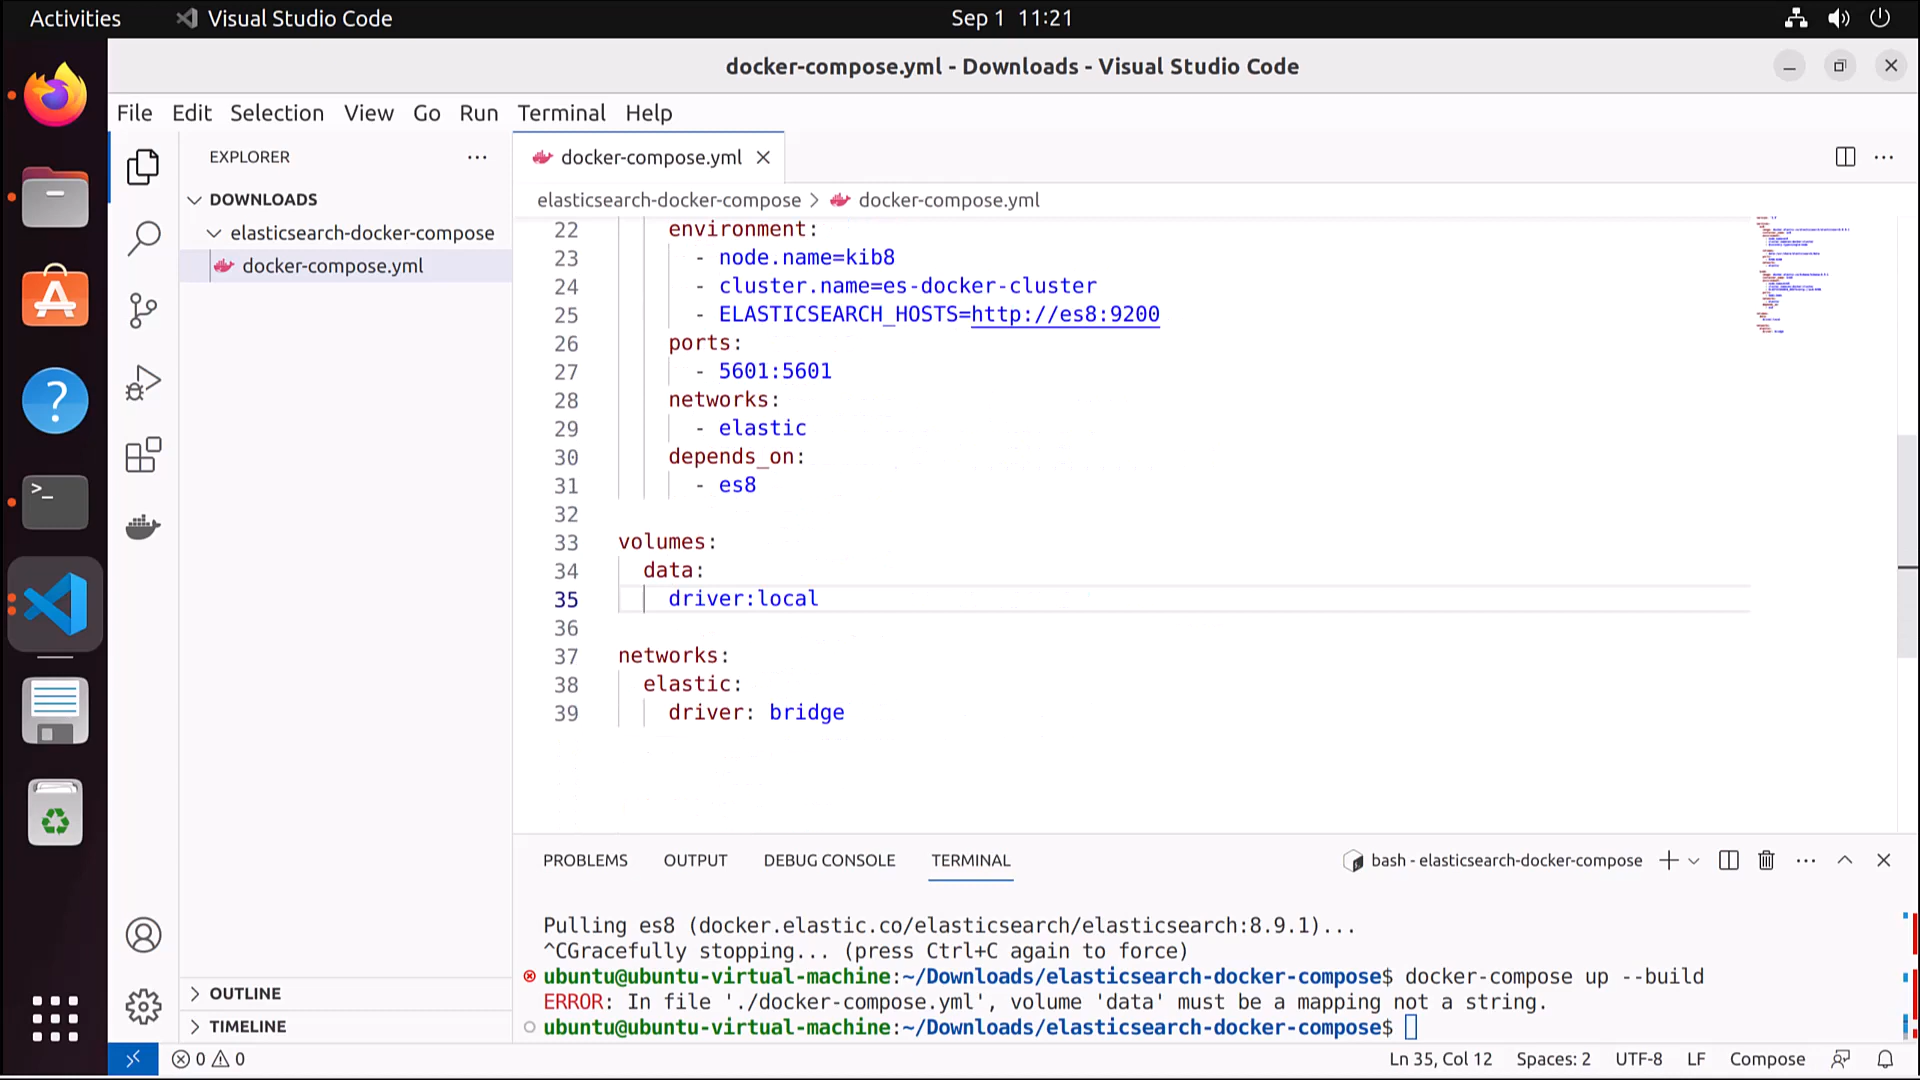 Activities
Visual Studio Code
Sep 1 11:21
docker-compose.yml - Downloads - Visual Studio Code
File Edit Selection View Go Run Terminal Help
EXPLORER
docker-compose.yml
DOWNLOADS
elasticsearch-docker-compose
docker-compose.yml
elasticsearch-docker-compose > docker-compose.yml
22 environment:
23 - node.name=kib8
24 - cluster.name=es-docker-cluster
25 - ELASTICSEARCH_HOSTS=http://es8:9200
26 ports:
27 - 5601:5601
28 networks:
29 - elastic
30 depends_on:
31 - es8
32
33 volumes:
34 data:
35 driver:local
36
37 networks:
38 elastic:
39 driver: bridge
PROBLEMS OUTPUT DEBUG CONSOLE TERMINAL
bash - elasticsearch-docker-compose
Pulling es8 (docker.elastic.co/elasticsearch/elasticsearch:8.9.1)...
^CGracefully stopping... (press Ctrl+C again to force)
ubuntu@ubuntu-virtual-machine:~/Downloads/elasticsearch-docker-compose$ docker-compose up --build
ERROR: In file './docker-compose.yml', volume 'data' must be a mapping not a string.
ubuntu@ubuntu-virtual-machine:~/Downloads/elasticsearch-docker-compose$
OUTLINE
TIMELINE
0 0
Ln 35, Col 12 Spaces: 2 UTF-8 LF Compose